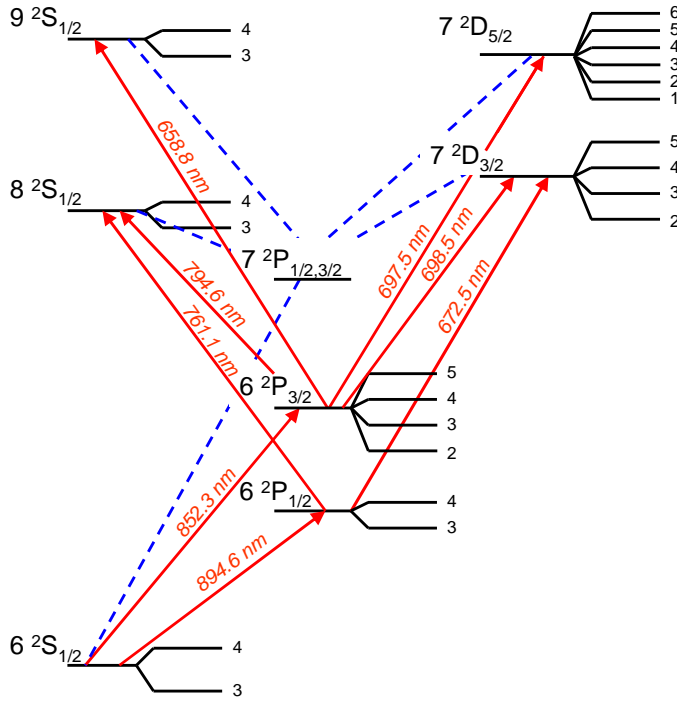 9 ²S₁/₂
4
3
7 ²D₅/₂
6
5
4
3
2
1
658.8 nm
7 ²D₃/₂
5
4
3
2
8 ²S₁/₂
4
3
7 ²P₁/₂,₃/₂
794.6 nm
761.1 nm
697.5 nm
698.5 nm
672.5 nm
6 ²P₃/₂
5
4
3
2
852.3 nm
6 ²P₁/₂
4
3
894.6 nm
6 ²S₁/₂
4
3